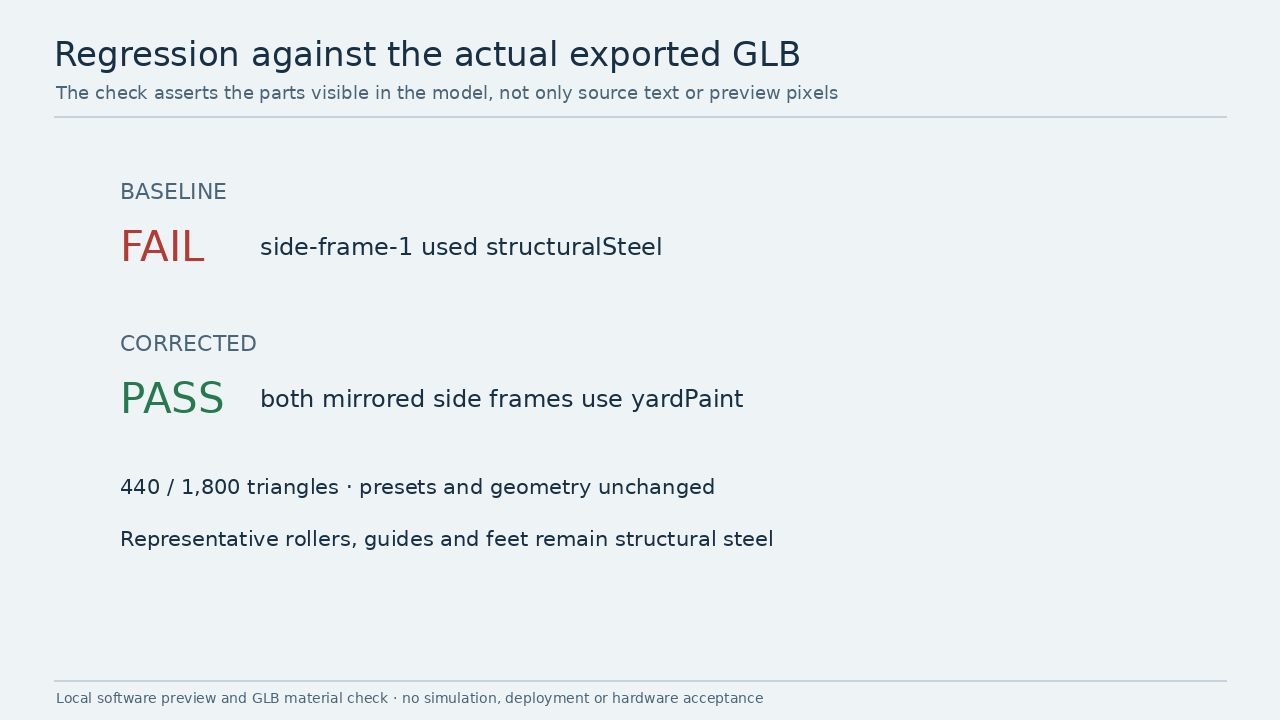 Regression against the actual exported GLB
The check asserts the parts visible in the model, not only source text or preview pixels
BASELINE
FAIL side-frame-1 used structuralSteel
CORRECTED
PASS both mirrored side frames use yardPaint
440 / 1,800 triangles · presets and geometry unchanged
Representative rollers, guides and feet remain structural steel
Local software preview and GLB material check · no simulation, deployment or hardware acceptance